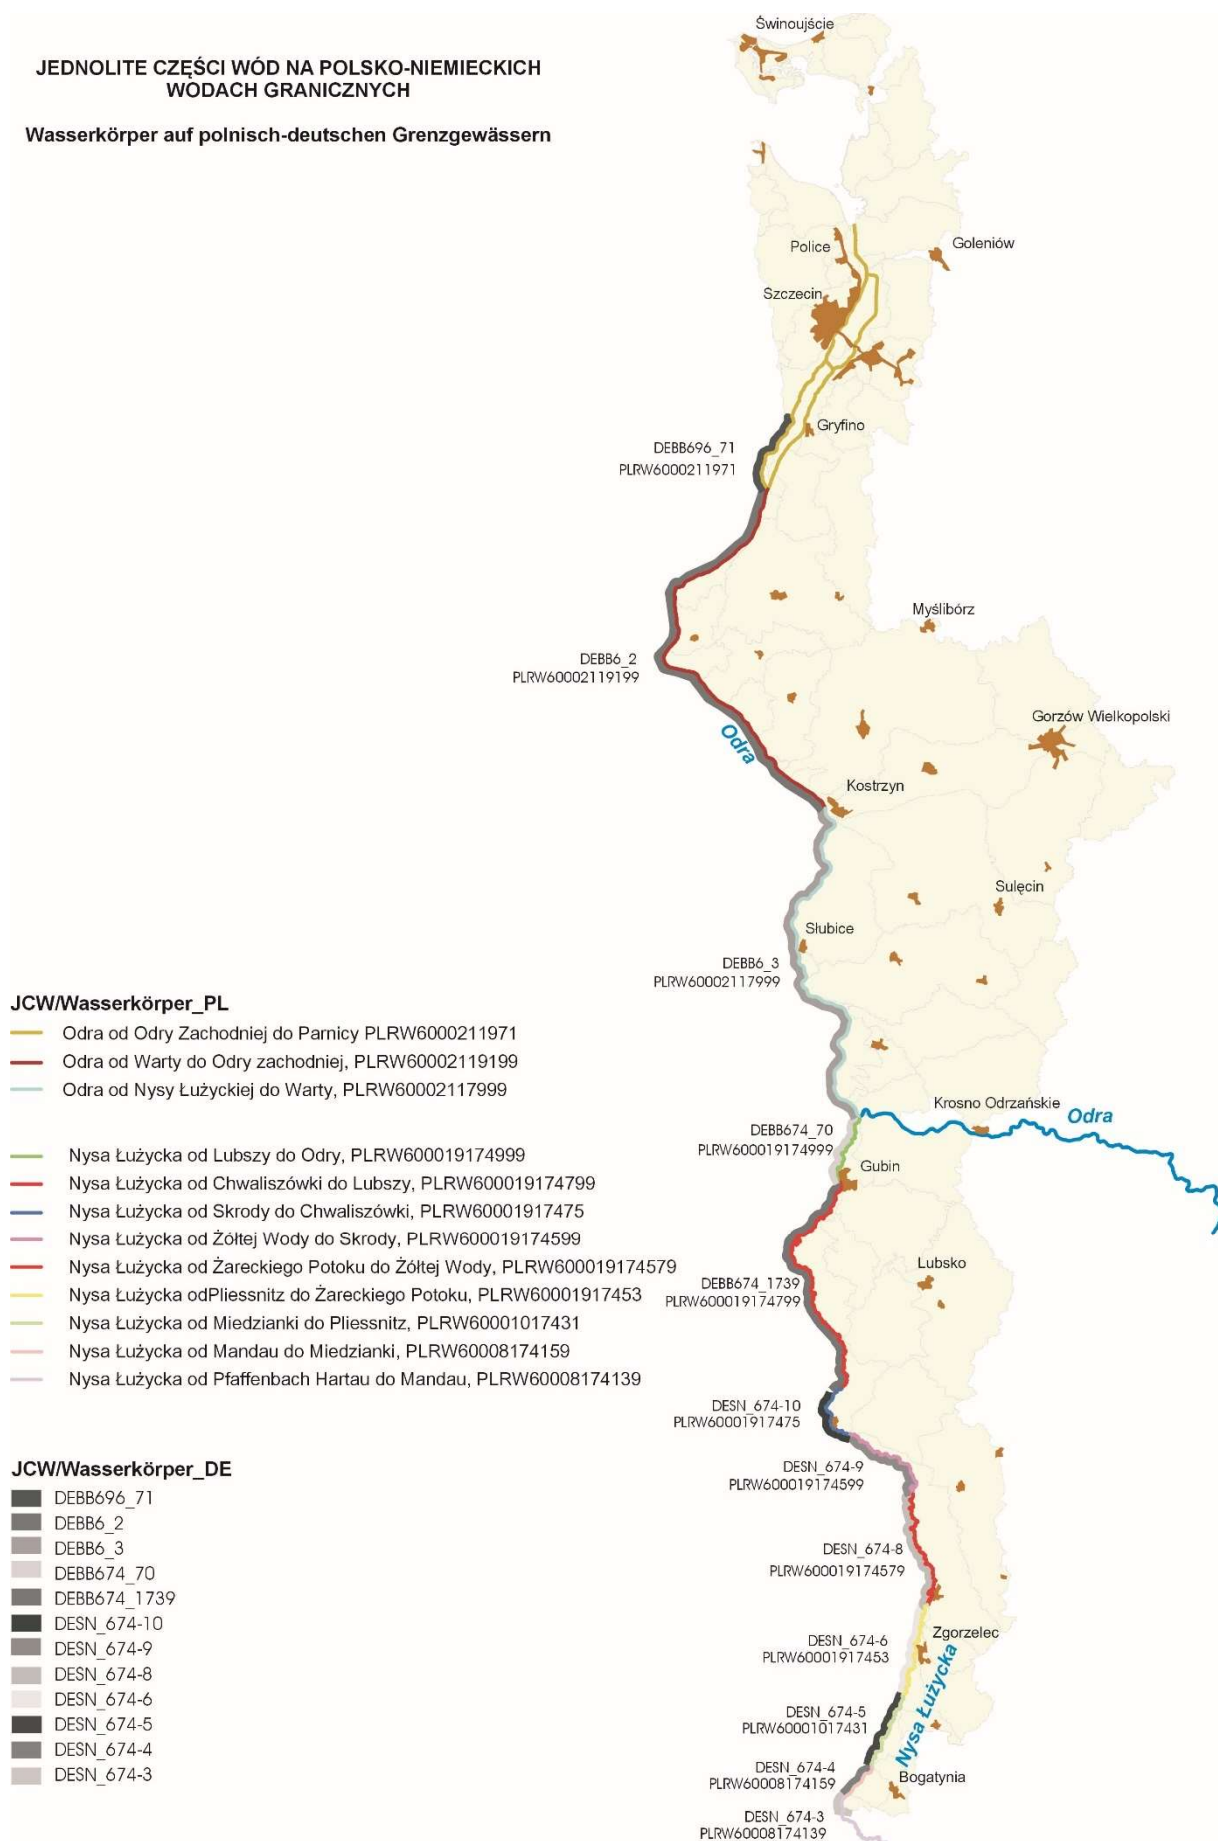 JEDNOLITE CZĘŚCI WÓD NA POLSKO-NIEMIECKICH
WODACH GRANICZNYCH
Wasserkörper auf polnisch-deutschen Grenzgewässern
Świnoujście
Police
Goleniów
Szczecin
Gryfino
DEBB696_71
PLRW6000211971
Myślibórz
DEBB6_2
PLRW60002119199
Gorzów Wielkopolski
Odra
Kostrzyn
Sulęcin
Słubice
DEBB6_3
PLRW60002117999
Krosno Odrzańskie
Odra
DEBB674_70
PLRW600019174999
Gubin
Lubsko
DEBB674_1739
PLRW600019174799
DESN_674-10
PLRW60001917475
DESN_674-9
PLRW600019174599
DESN_674-8
PLRW600019174579
Zgorzelec
DESN_674-6
PLRW60001917453
Nysa Łużycka
DESN_674-5
PLRW60001017431
DESN_674-4
PLRW60008174159
Bogatynia
DESN_674-3
PLRW60008174139
JCW/Wasserkörper_PL
Odra od Odry Zachodniej do Parnicy PLRW6000211971
Odra od Warty do Odry zachodniej, PLRW60002119199
Odra od Nysy Łużyckiej do Warty, PLRW60002117999
Nysa Łużycka od Lubszy do Odry, PLRW600019174999
Nysa Łużycka od Chwaliszówki do Lubszy, PLRW600019174799
Nysa Łużycka od Skrody do Chwaliszówki, PLRW60001917475
Nysa Łużycka od Żółtej Wody do Skrody, PLRW600019174599
Nysa Łużycka od Żareckiego Potoku do Żółtej Wody, PLRW600019174579
Nysa Łużycka odPliessnitz do Żareckiego Potoku, PLRW60001917453
Nysa Łużycka od Miedzianki do Pliessnitz, PLRW60001017431
Nysa Łużycka od Mandau do Miedzianki, PLRW60008174159
Nysa Łużycka od Pfaffenbach Hartau do Mandau, PLRW60008174139
JCW/Wasserkörper_DE
DEBB696_71
DEBB6_2
DEBB6_3
DEBB674_70
DEBB674_1739
DESN_674-10
DESN_674-9
DESN_674-8
DESN_674-6
DESN_674-5
DESN_674-4
DESN_674-3